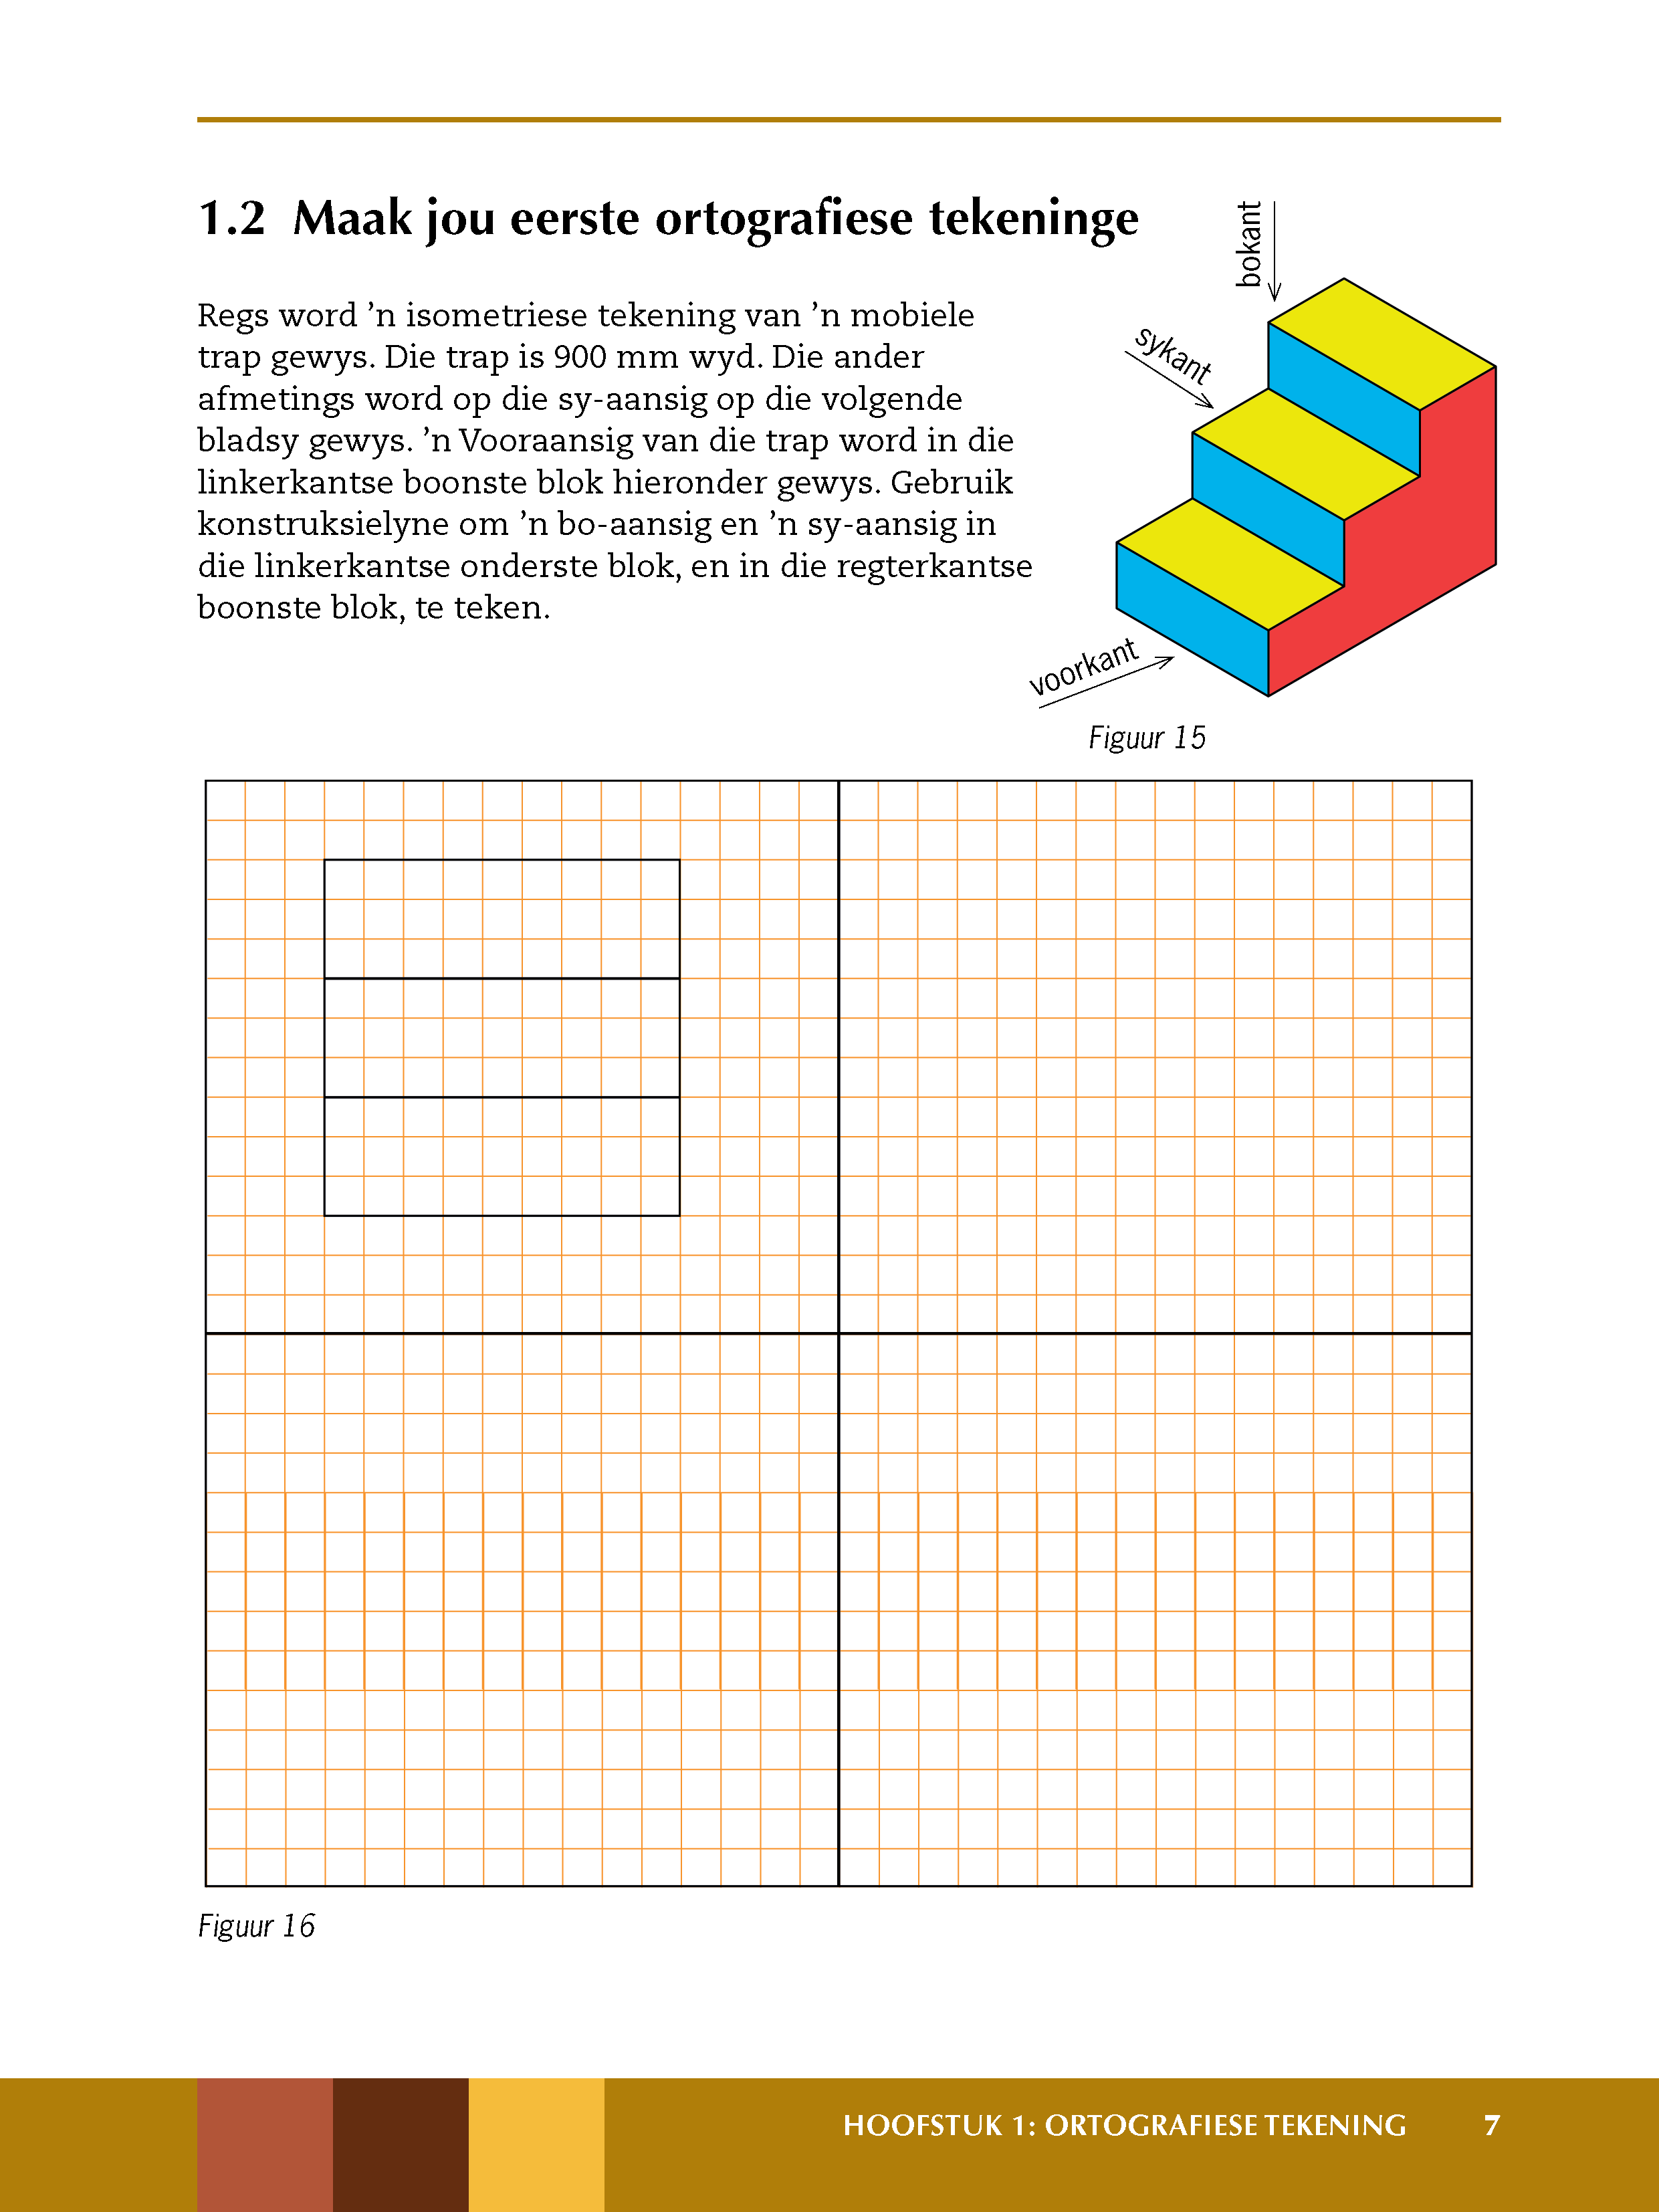 1.2 Maak jou eerste ortografiese tekeninge
Regs word ’n isometriese tekening van ’n mobiele
trap gewys. Die trap is 900 mm wyd. Die ander
afmetings word op die sy-aansig op die volgende
bladsy gewys. ’n Vooraansig van die trap word in die
linkerkantse boonste blok hieronder gewys. Gebruik
konstruksielyne om ’n bo-aansig en ’n sy-aansig in
die linkerkantse onderste blok, en in die regterkantse
boonste blok, te teken.
bokant
sykant
voorkant
Figuur 15
Figuur 16
HOOFSTUK 1: ORTOGRAFIESE TEKENING 7